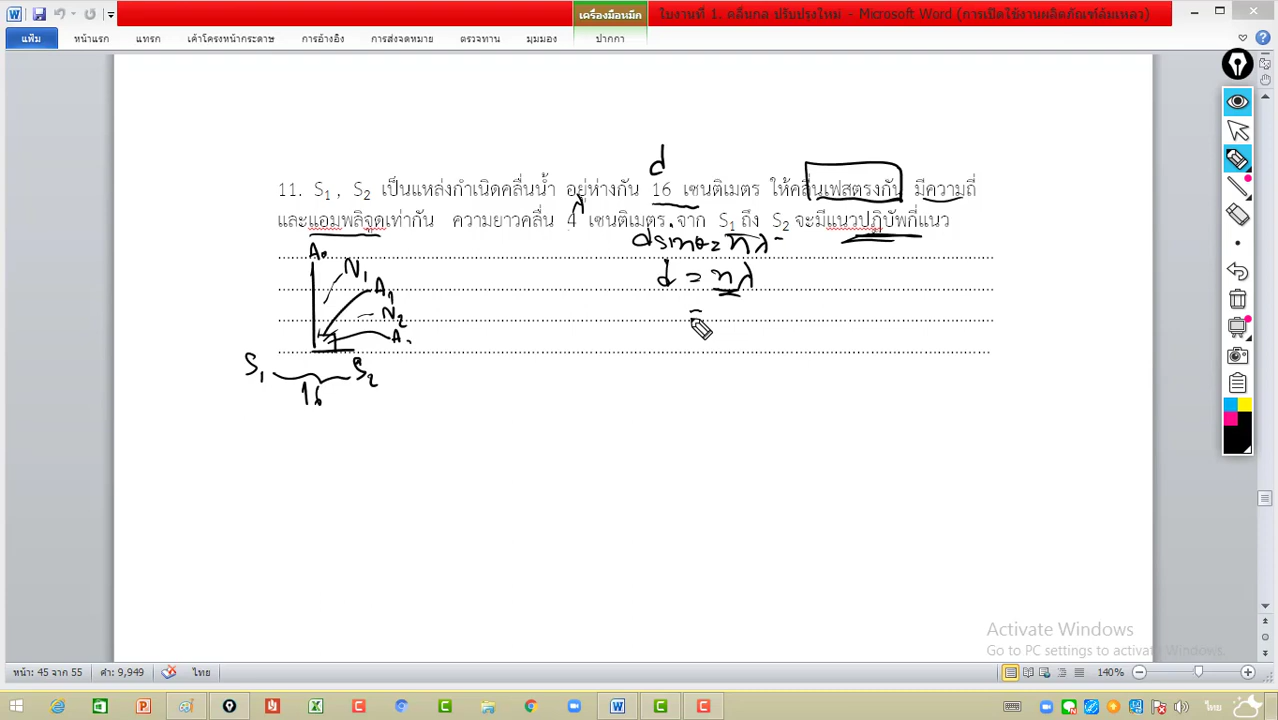 เครื่องมือหมึก
ใบงานที่ 1. คลื่นกล ปรับปรุงใหม่ - Microsoft Word (การเปิดใช้งานผลิตภัณฑ์ล้มเหลว)
แฟ้ม หน้าแรก แทรก เค้าโครงหน้ากระดาษ การอ้างอิง การส่งจดหมาย ตรวจทาน มุมมอง ปากกา
d
11. S1 , S2 เป็นแหล่งกำเนิดคลื่นน้ำ อยู่ห่างกัน 16 เซนติเมตร ให้คลื่นเฟสตรงกัน มีความถี่
และแอมพลิจูดเท่ากัน ความยาวคลื่น 4 เซนติเมตร จาก S1 ถึง S2 จะมีแนวปฏิบัพกี่แนว
λ
d sinθ = nλ
A0
N1
d = nλ
A1
N2
=
A
S1 S2
16
Activate Windows
Go to PC settings to activate Windows.
หน้า: 45 จาก 55 คำ: 9,949 ไทย 140%
ไทย